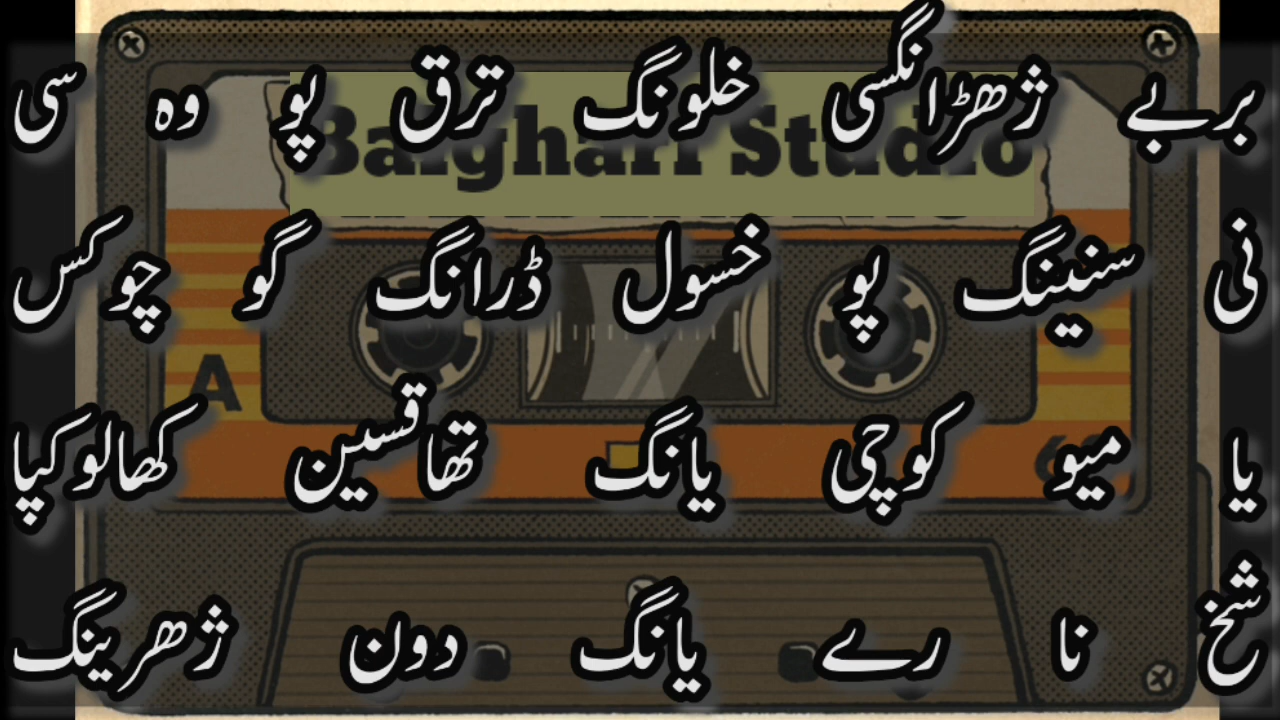 بربے ژھڑانگسی خلونگ ترق پو وہ سی
Balghari Studio
نی سنینگ پو خسول ڈرانگ گو چوکس
A
یا میو کوچی یانگ تھاقسین کھالوکپا
شخ نا رے یانگ دون ژھرینگ